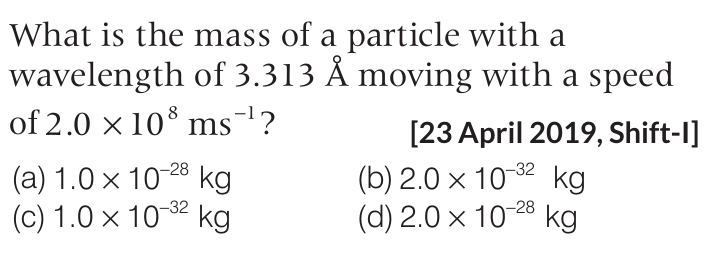 What is the mass of a particle with a
wavelength of 3.313 Å moving with a speed
of 2.0 × 10⁸ ms⁻¹?
[23 April 2019, Shift-I]
(a) 1.0 × 10⁻²⁸ kg (b) 2.0 × 10⁻³² kg
(c) 1.0 × 10⁻³² kg (d) 2.0 × 10⁻²⁸ kg